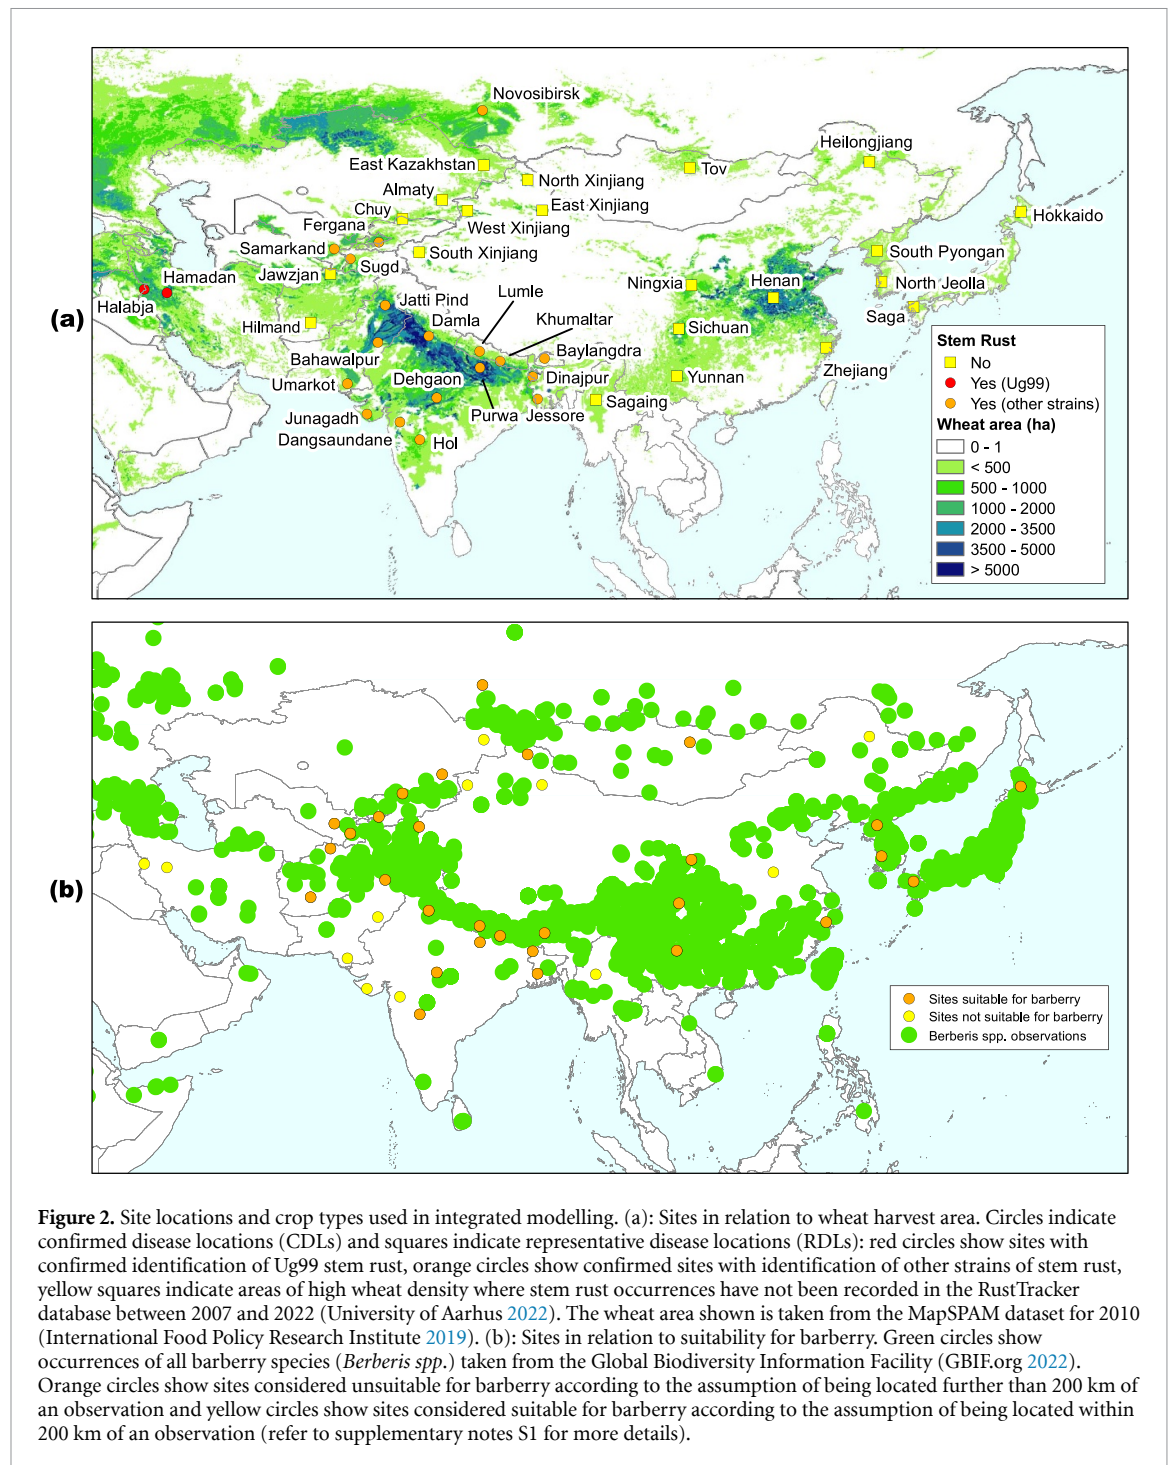 Novosibirsk
Heilongjiang
East Kazakhstan
Tov
North Xinjiang
Almaty
East Xinjiang
Chuy
Hokkaido
Fergana
West Xinjiang
Samarkand
South Xinjiang
South Pyongan
Sugd
Jawzjan
Hamadan
Ningxia
Henan
North Jeolla
Halabja
Lumle
Jatti Pind
Saga
(a)
Hilmand
Damla
Khumaltar
Sichuan
Stem Rust
No
Yes (Ug99)
Yes (other strains)
Wheat area (ha)
0 - 1
< 500
500 - 1000
1000 - 2000
2000 - 3500
3500 - 5000
> 5000
Bahawalpur
Baylangdra
Zhejiang
Umarkot
Dehgaon
Dinajpur
Yunnan
Junagadh
Purwa
Jessore
Sagaing
Dangsaundane
Hol
(b)
Sites suitable for barberry
Sites not suitable for barberry
Berberis spp. observations
Figure 2. Site locations and crop types used in integrated modelling. (a): Sites in relation to wheat harvest area. Circles indicate
confirmed disease locations (CDLs) and squares indicate representative disease locations (RDLs): red circles show sites with
confirmed identification of Ug99 stem rust, orange circles show confirmed sites with identification of other strains of stem rust,
yellow squares indicate areas of high wheat density where stem rust occurrences have not been recorded in the RustTracker
database between 2007 and 2022 (University of Aarhus 2022). The wheat area shown is taken from the MapSPAM dataset for 2010
(International Food Policy Research Institute 2019). (b): Sites in relation to suitability for barberry. Green circles show
occurrences of all barberry species (Berberis spp.) taken from the Global Biodiversity Information Facility (GBIF.org 2022).
Orange circles show sites considered unsuitable for barberry according to the assumption of being located further than 200 km of
an observation and yellow circles show sites considered suitable for barberry according to the assumption of being located within
200 km of an observation (refer to supplementary notes S1 for more details).